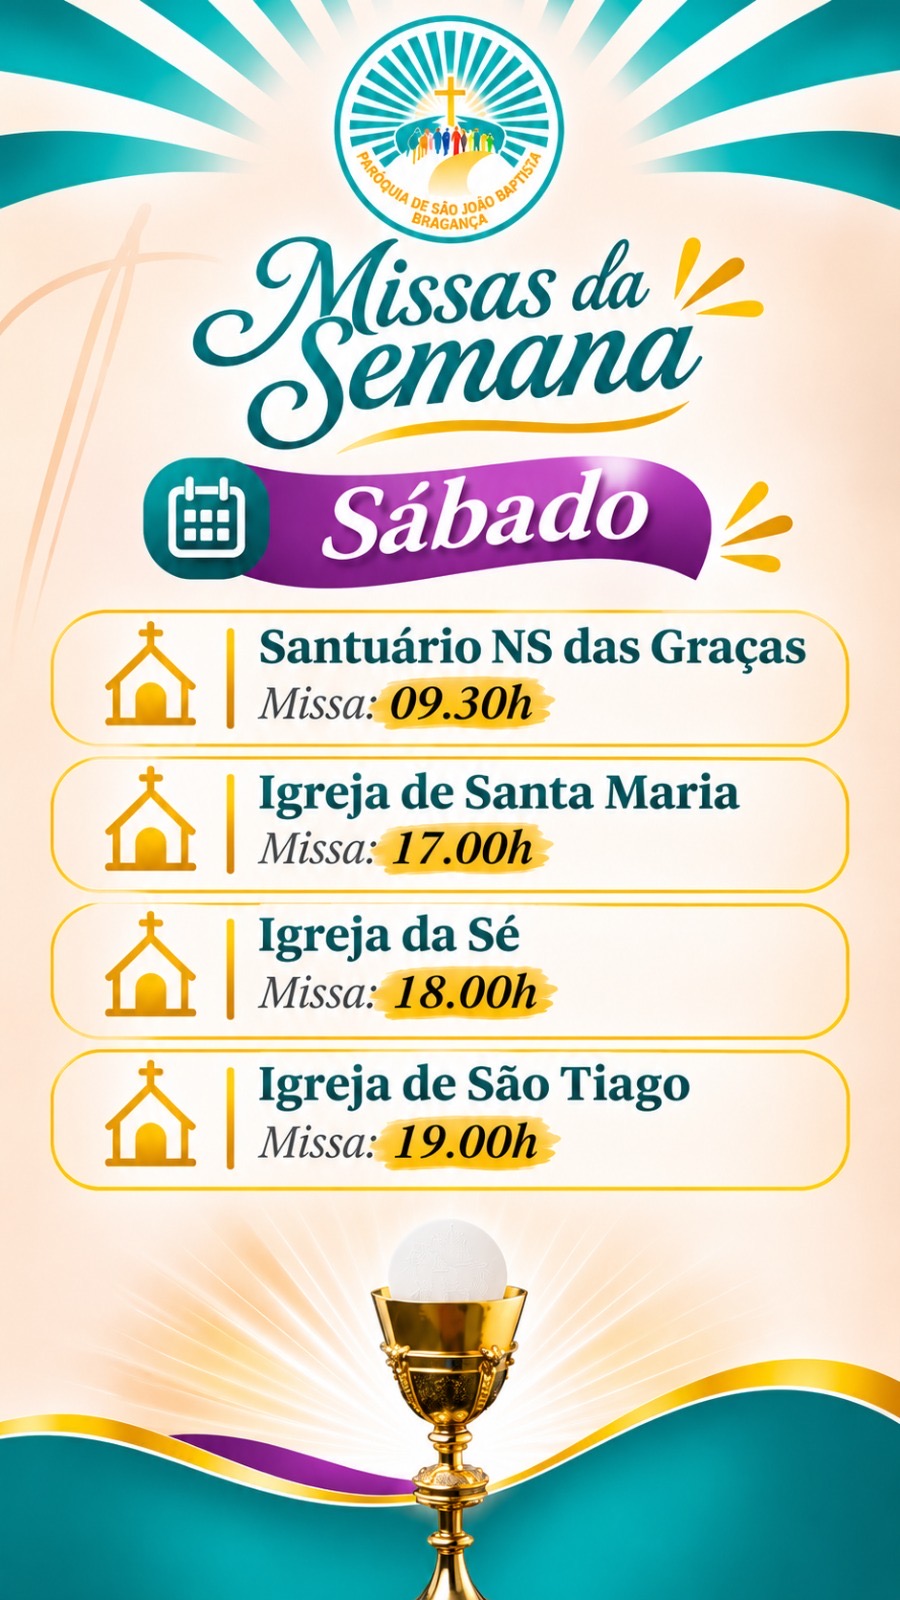 PARÓQUIA DE SÃO JOÃO BAPTISTA
BRAGANÇA
Missas da
Semana
Sábado
Santuário NS das Graças
Missa: 09.30h
Igreja de Santa Maria
Missa: 17.00h
Igreja da Sé
Missa: 18.00h
Igreja de São Tiago
Missa: 19.00h